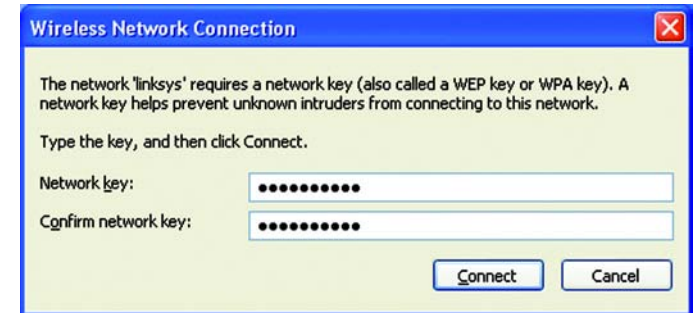 Wireless Network Connection
The network 'linksys' requires a network key (also called a WEP key or WPA key). A
network key helps prevent unknown intruders from connecting to this network.
Type the key, and then click Connect.
Network key: ●●●●●●●●●●
Confirm network key: ●●●●●●●●●●
Connect Cancel